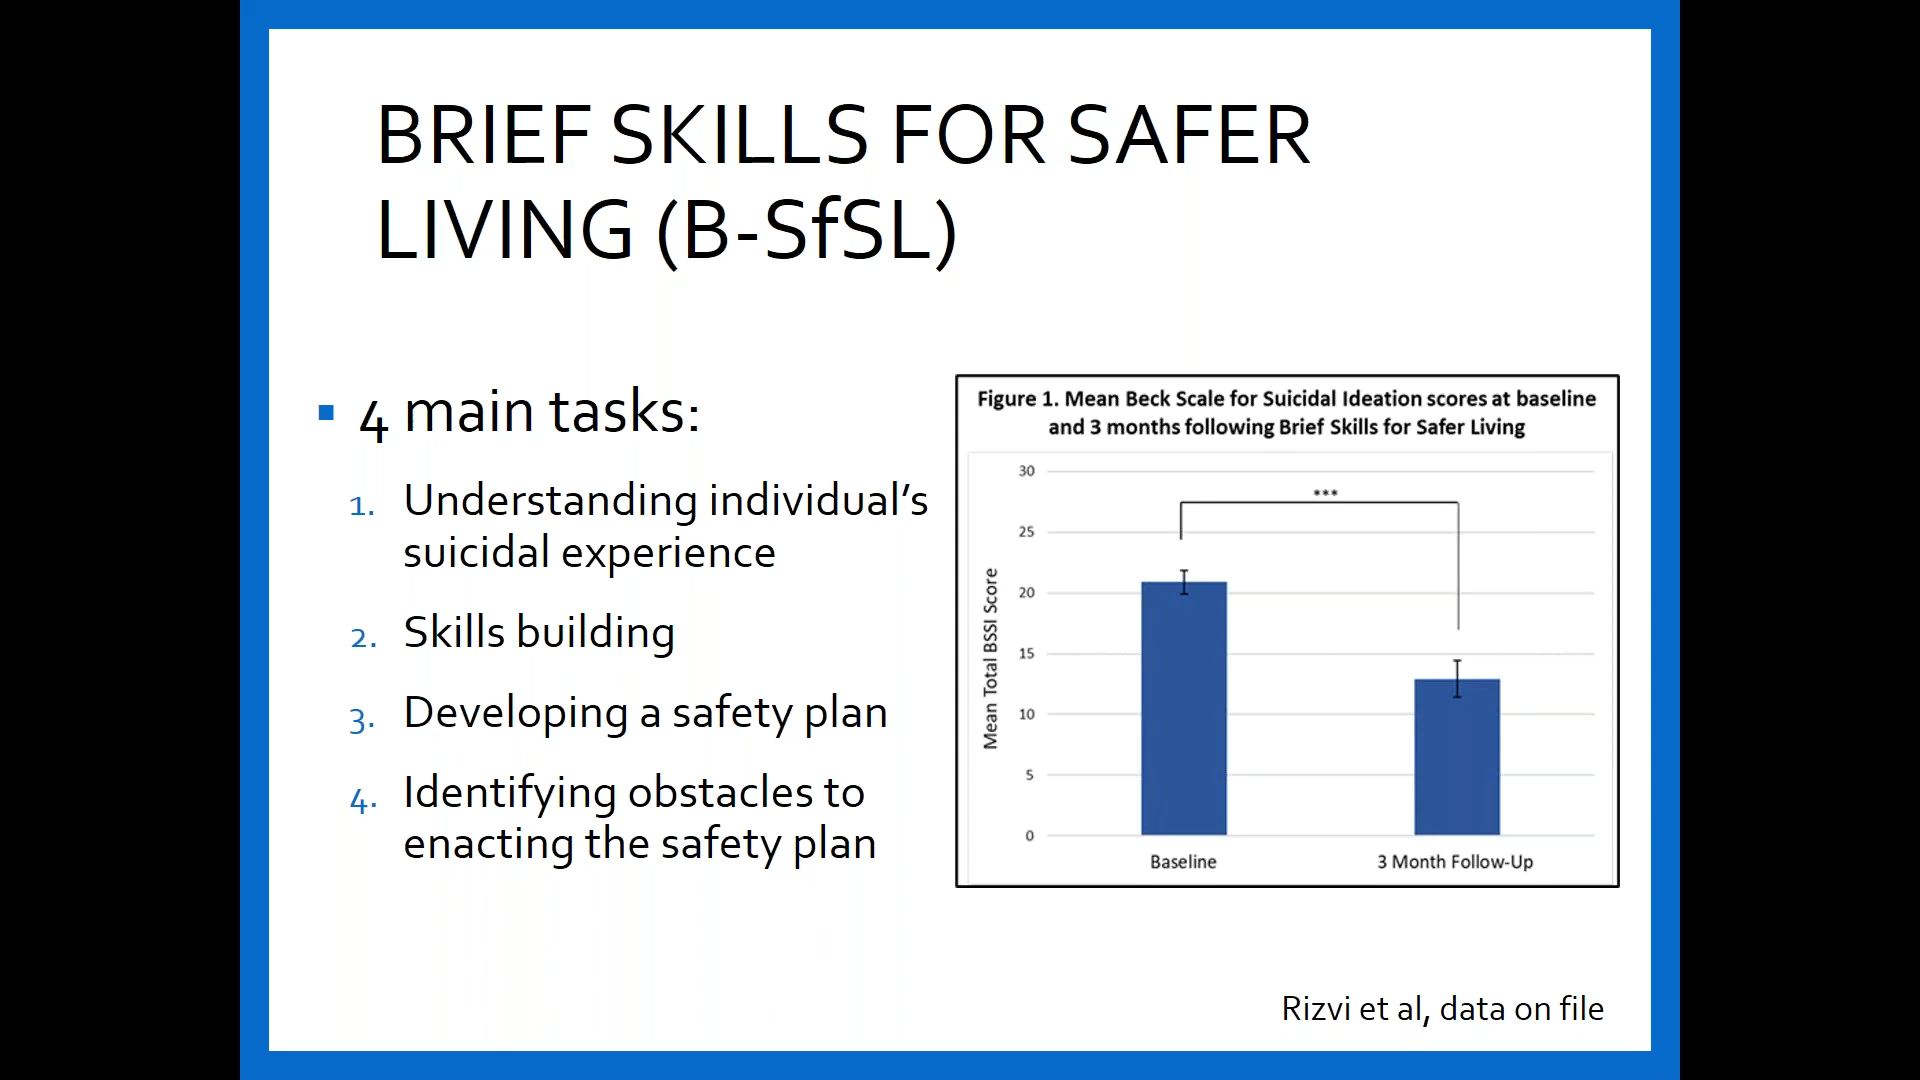 BRIEF SKILLS FOR SAFER
LIVING (B-SfSL)
▪ 4 main tasks:
1. Understanding individual’s
suicidal experience
2. Skills building
3. Developing a safety plan
4. Identifying obstacles to
enacting the safety plan
Figure 1. Mean Beck Scale for Suicidal Ideation scores at baseline
and 3 months following Brief Skills for Safer Living
Mean Total BSSI Score
30
25
20
15
10
5
0
***
Baseline
3 Month Follow-Up
Rizvi et al, data on file